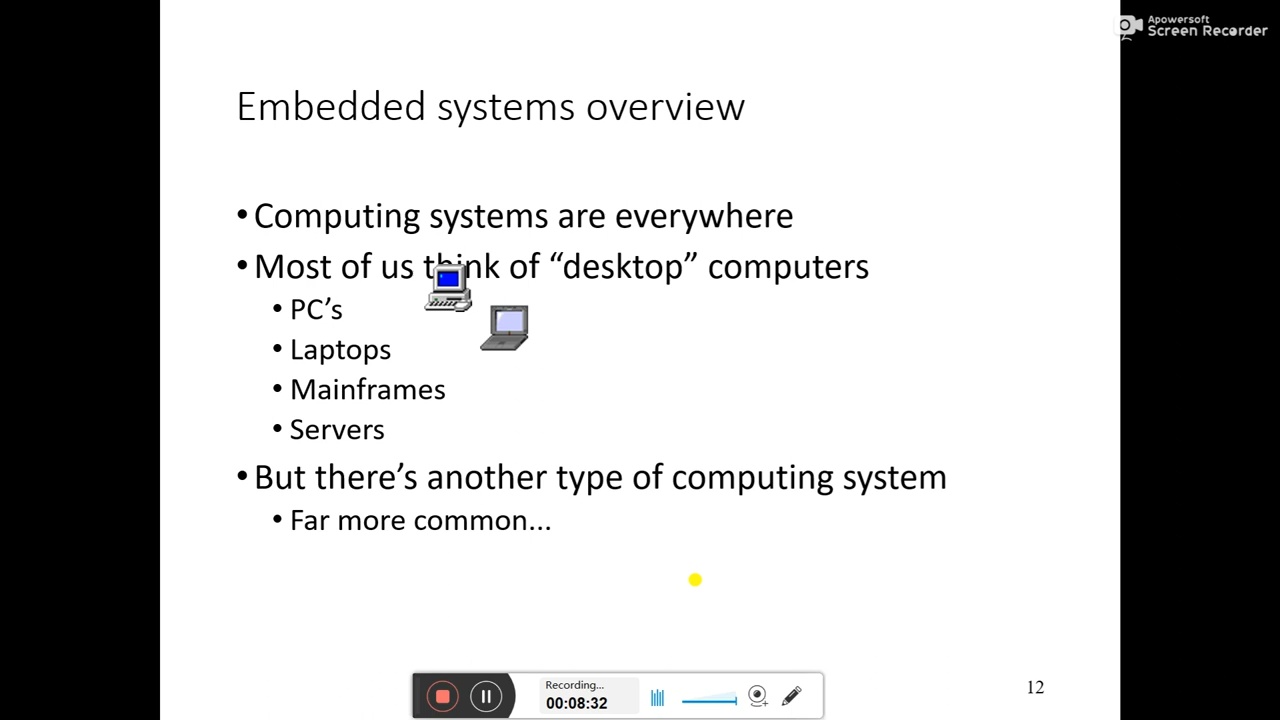 Apowersoft
Screen Recorder
Embedded systems overview
• Computing systems are everywhere
• Most of us think of “desktop” computers
• PC’s
• Laptops
• Mainframes
• Servers
• But there’s another type of computing system
• Far more common...
Recording...
00:08:32
12